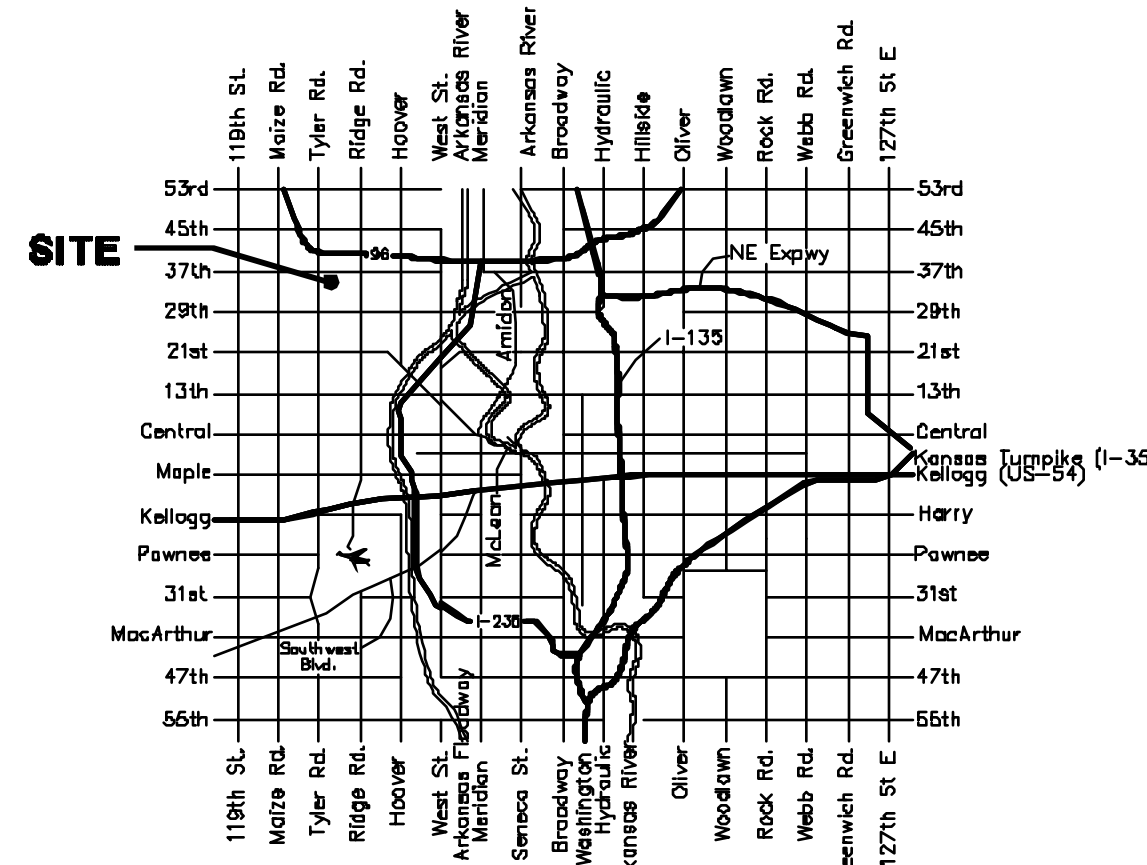 119th St.
Maize Rd.
Tyler Rd.
Ridge Rd.
Hoover
West St.
Arkansas River
Meridian
Arkansas River
Broadway
Hydraulic
Hillside
Oliver
Woodlawn
Rock Rd.
Webb Rd.
Greenwich Rd.
127th St E
53rd
53rd
45th
45th
SITE
96
NE Expwy
37th
37th
29th
29th
Amidon
I-135
21st
21st
13th
13th
Central
Central
Kansas Turnpike (I-35
Maple
Kellogg (US-54)
McLean
Kellogg
Harry
Pawnee
Pawnee
31st
31st
I-235
MacArthur
MacArthur
Southwest
Blvd.
47th
47th
55th
55th
119th St.
Maize Rd.
Tyler Rd.
Ridge Rd.
Hoover
West St.
Arkansas Floodway
Meridian
Seneca St.
Broadway
Washington
Hydraulic
kansas River
Oliver
Woodlawn
Rock Rd.
Webb Rd.
eenwich Rd.
127th St E